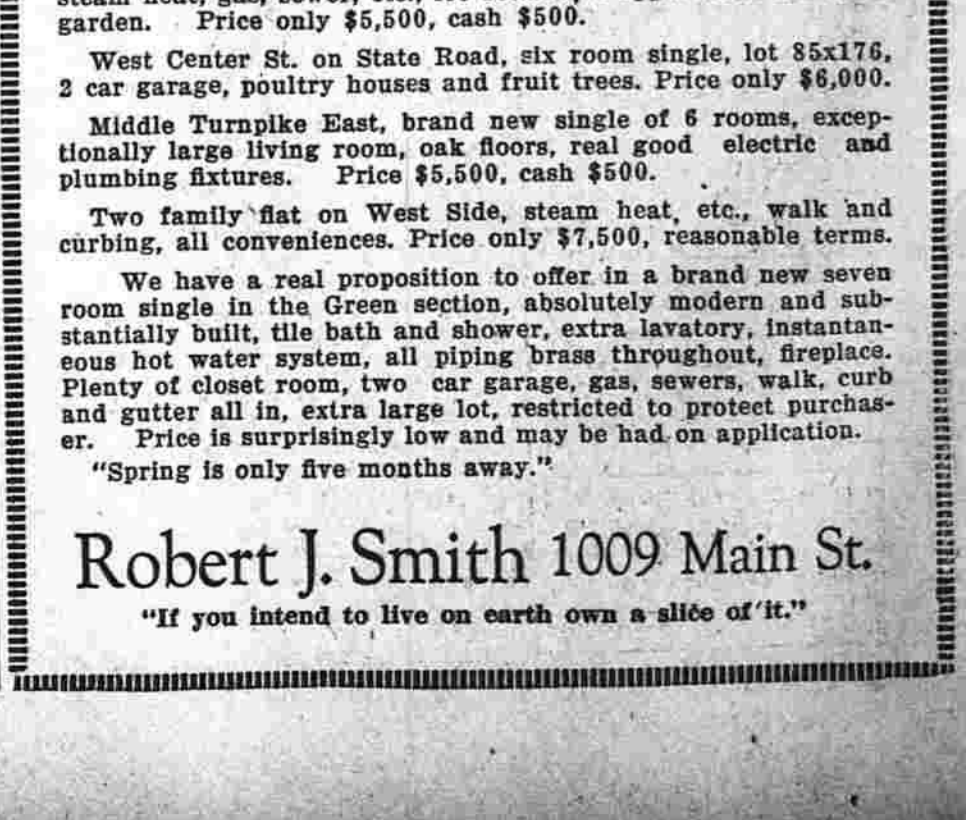 garden. Price only $5,500, cash $500.
West Center St. on State Road, six room single, lot 85x176,
2 car garage, poultry houses and fruit trees. Price only $6,000.
Middle Turnpike East, brand new single of 6 rooms, excep-
tionally large living room, oak floors, real good electric and
plumbing fixtures. Price $5,500, cash $500.
Two family flat on West Side, steam heat, etc., walk and
curbing, all conveniences. Price only $7,500, reasonable terms.
We have a real proposition to offer in a brand new seven
room single in the Green section, absolutely modern and sub-
stantially built, tile bath and shower, extra lavatory, instantan-
eous hot water system, all piping brass throughout, fireplace.
Plenty of closet room, two car garage, gas, sewers, walk, curb
and gutter all in, extra large lot, restricted to protect purchas-
er. Price is surprisingly low and may be had on application.
"Spring is only five months away."
Robert J. Smith 1009 Main St.
"If you intend to live on earth own a slice of it."